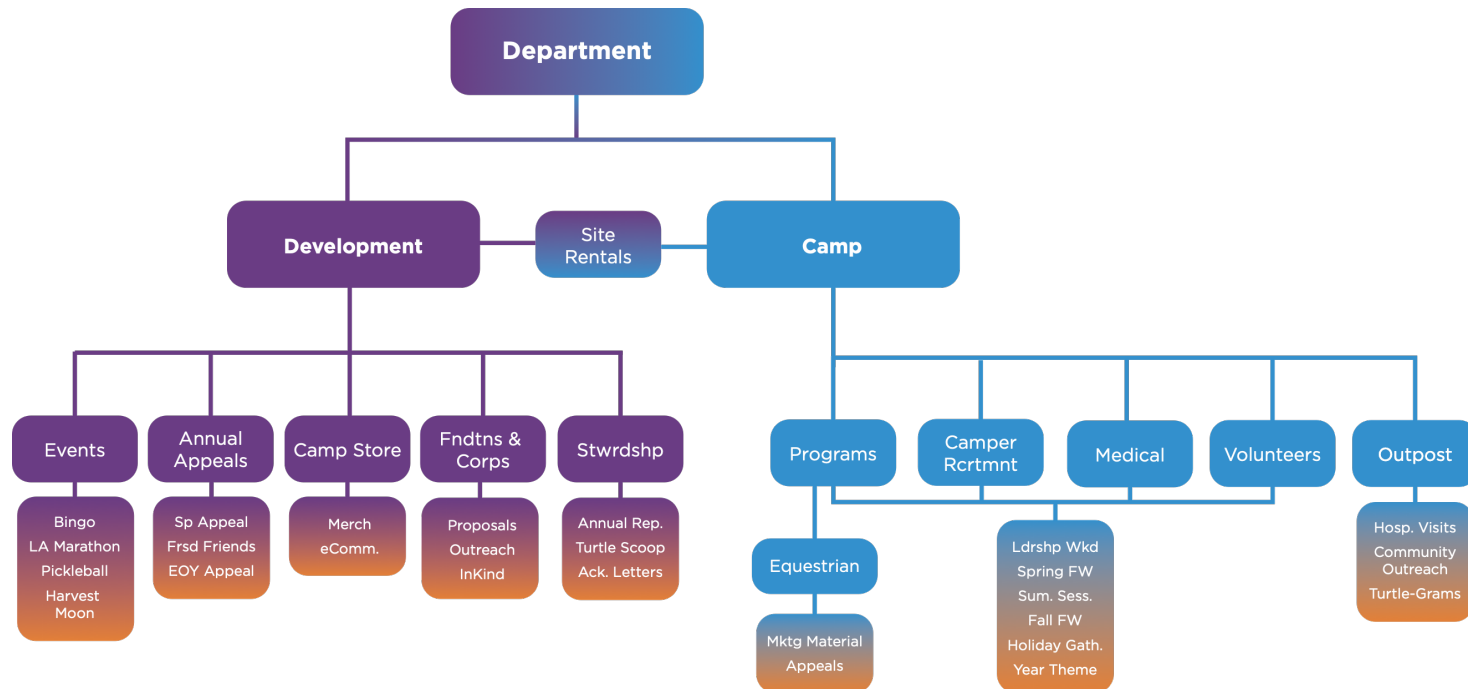 Department
Development
Site
Rentals
Camp
Events
Annual
Appeals
Camp Store
Fndtns &
Corps
Stwrdshp
Programs
Camper
Rcrtmnt
Medical
Volunteers
Outpost
Bingo
LA Marathon
Pickleball
Harvest
Moon
Sp Appeal
Frsd Friends
EOY Appeal
Merch
eComm.
Proposals
Outreach
InKind
Annual Rep.
Turtle Scoop
Ack. Letters
Equestrian
Mktg Material
Appeals
Ldrshp Wkd
Spring FW
Sum. Sess.
Fall FW
Holiday Gath.
Year Theme
Hosp. Visits
Community
Outreach
Turtle-Grams